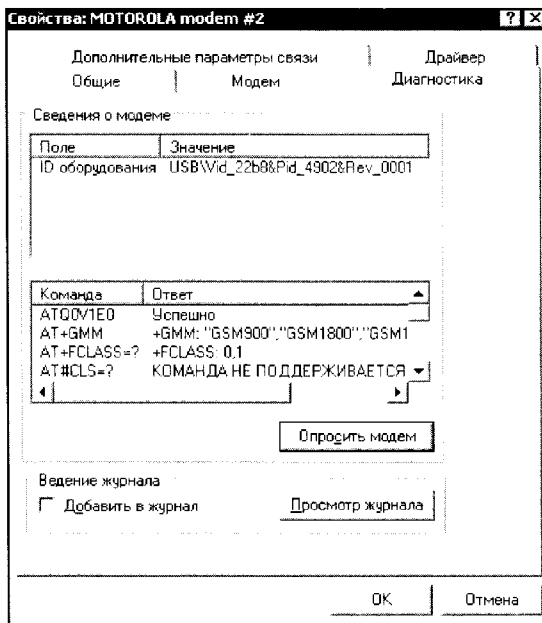 Свойства: MOTOROLA modem #2
Дополнительные параметры связи Драйвер
Общие Модем Диагностика
Сведения о модеме
Поле Значение
ID оборудования USB\Vid_22b8&Pid_4902&Rev_0001
Команда Ответ
ATQ0V1E0 Успешно
AT+GMM +GMM: "GSM900","GSM1800","GSM1
AT+FCLASS=? +FCLASS: 0,1
AT#CLS=? КОМАНДА НЕ ПОДДЕРЖИВАЕТСЯ
Опросить модем
Ведение журнала
Добавить в журнал Просмотр журнала
OK Отмена